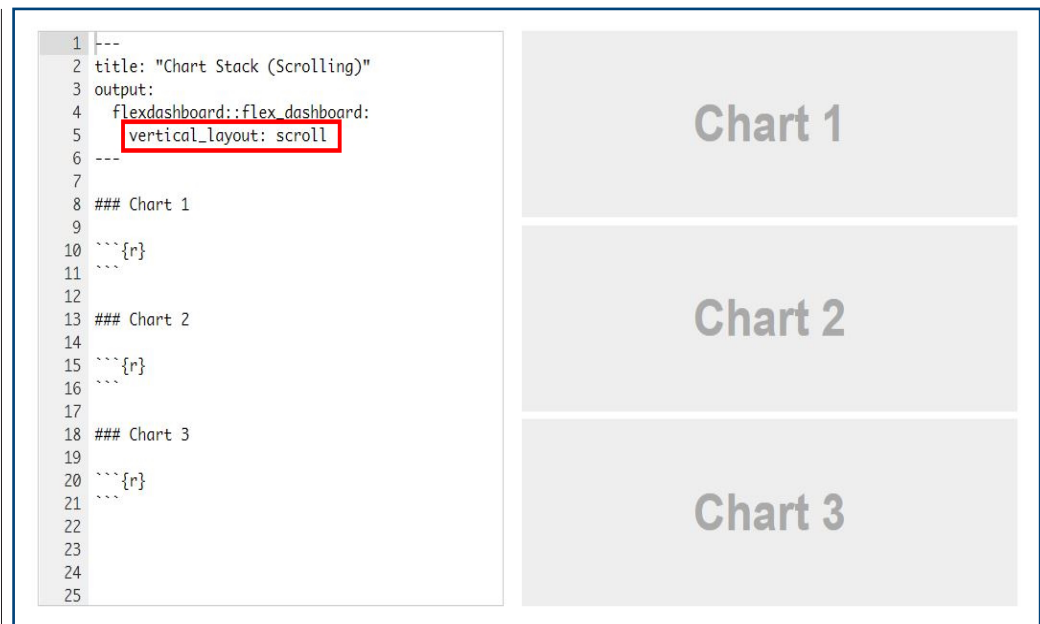 1 ---
2 title: "Chart Stack (Scrolling)"
3 output:
4   flexdashboard::flex_dashboard:
5     vertical_layout: scroll
6 ---
7
8 ### Chart 1
9
10 ```{r}
11 ```
12
13 ### Chart 2
14
15 ```{r}
16 ```
17
18 ### Chart 3
19
20 ```{r}
21 ```
22
23
24
25
Chart 1
Chart 2
Chart 3